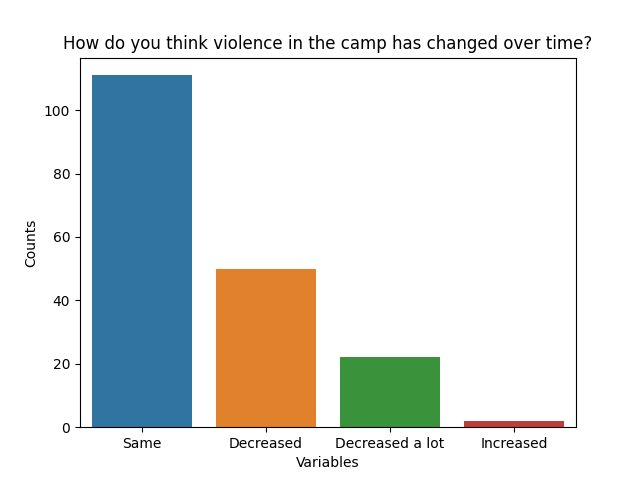 How do you think violence in the camp has changed over time?
Counts
100
80
60
40
20
0
Same Decreased Decreased a lot Increased
Variables